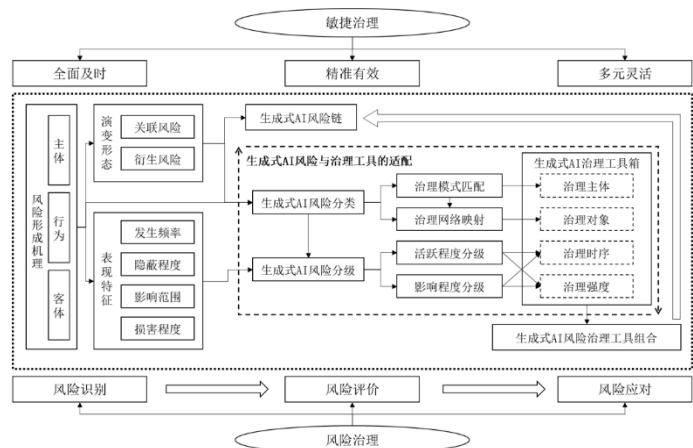 敏捷治理
全面及时
精准有效
多元灵活
风险形成机理
主体
行为
客体
演变形态
关联风险
衍生风险
表现特征
发生频率
隐蔽程度
影响范围
损害程度
生成式AI风险链
生成式AI风险与治理工具的适配
生成式AI风险分类
生成式AI风险分级
治理模式匹配
治理网络映射
活跃程度分级
影响程度分级
生成式AI治理工具箱
治理主体
治理对象
治理时序
治理强度
生成式AI风险治理工具组合
风险识别
风险评价
风险应对
风险治理